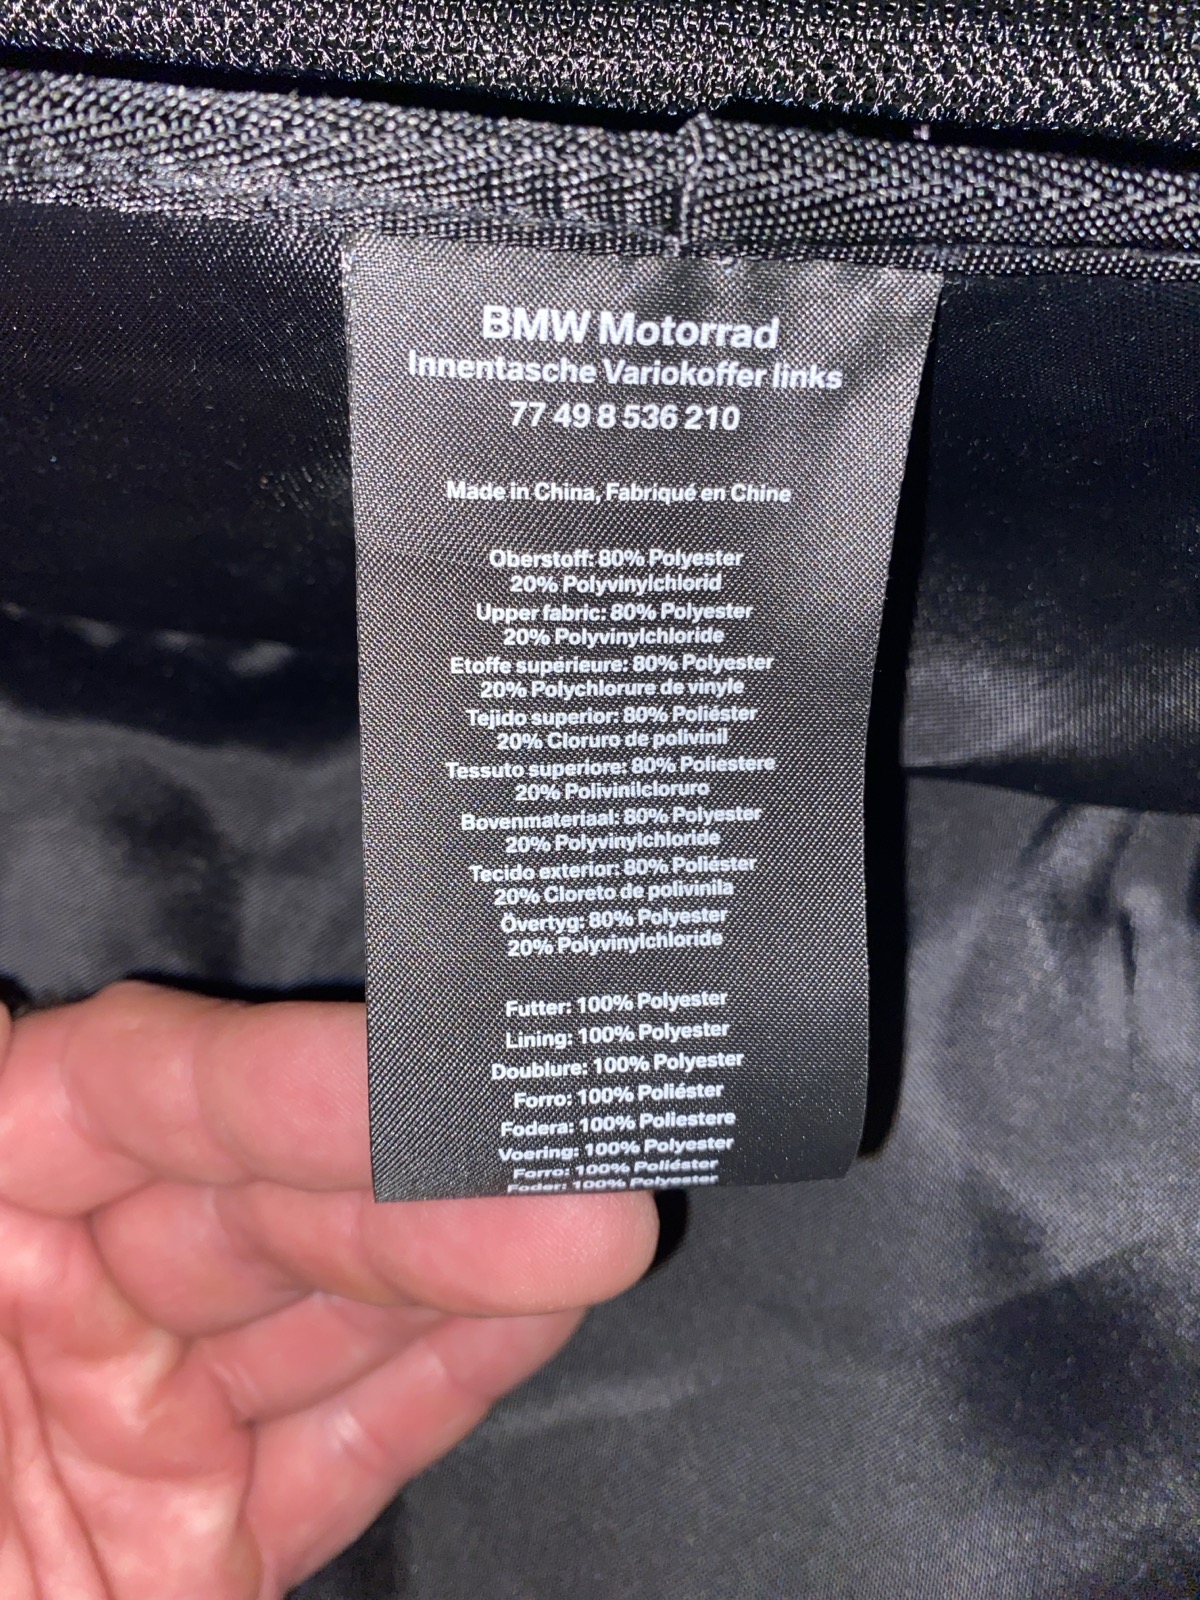 BMW Motorrad
Innentasche Variokoffer links
77 49 8 536 210
Made in China, Fabriqué en Chine
Oberstoff: 80% Polyester
20% Polyvinylchlorid
Upper fabric: 80% Polyester
20% Polyvinylchloride
Etoffe supérieure: 80% Polyester
20% Polychlorure de vinyle
Tejido superior: 80% Poliéster
20% Cloruro de polivinil
Tessuto superiore: 80% Poliestere
20% Polivinilcloruro
Bovenmateriaal: 80% Polyester
20% Polyvinylchloride
Tecido exterior: 80% Poliéster
20% Cloreto de polivinila
Övertyg: 80% Polyester
20% Polyvinylchloride
Futter: 100% Polyester
Lining: 100% Polyester
Doublure: 100% Polyester
Forro: 100% Poliéster
Fodera: 100% Poliestere
Voering: 100% Polyester
Forro: 100% Poliéster
Foder: 100% Polyester